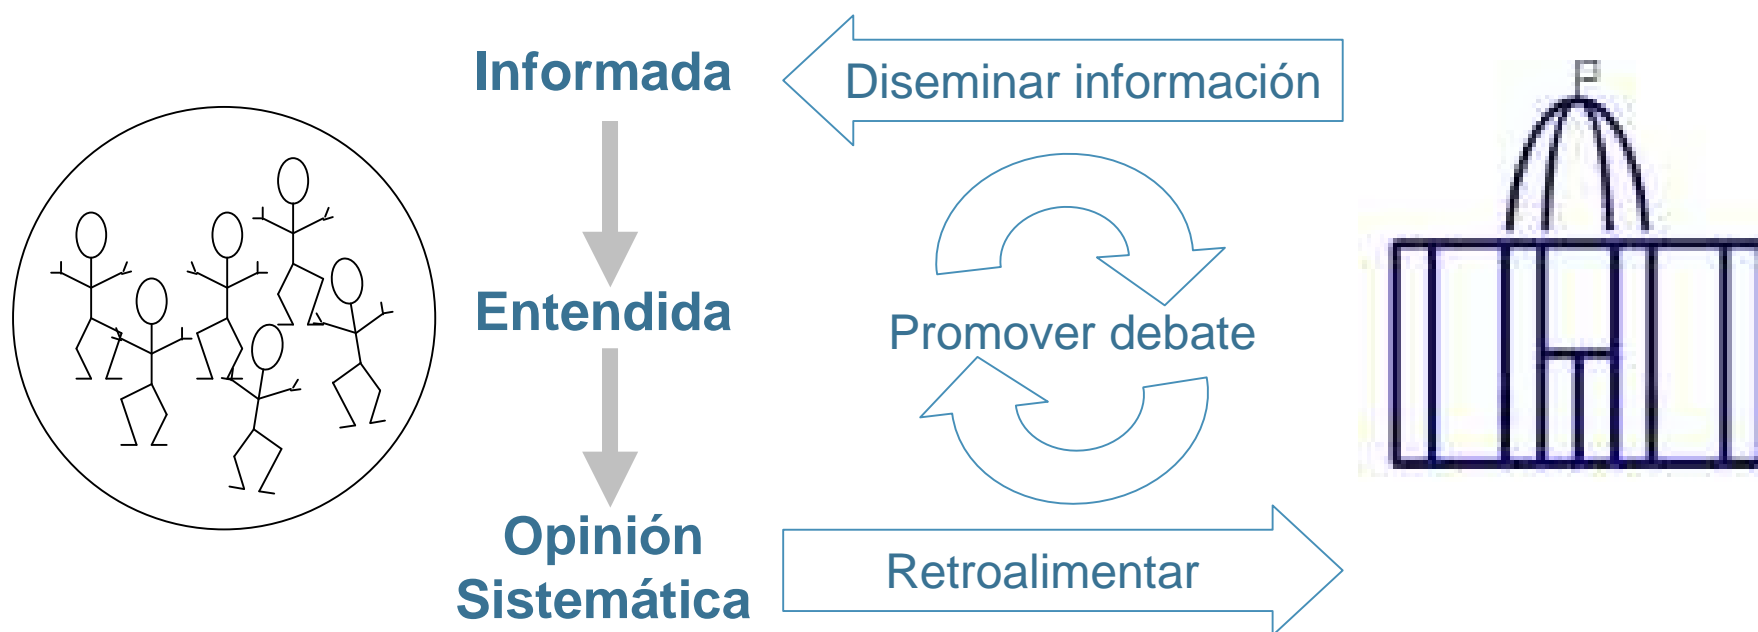 Informada
Diseminar información
Entendida
Promover debate
Opinión
Sistemática
Retroalimentar